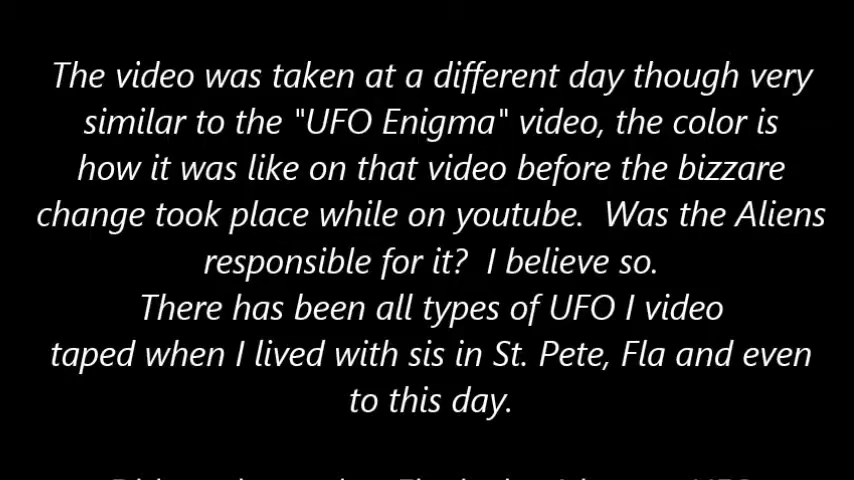 The video was taken at a different day though very
similar to the "UFO Enigma" video, the color is
how it was like on that video before the bizzare
change took place while on youtube.  Was the Aliens
responsible for it?  I believe so.
There has been all types of UFO I video
taped when I lived with sis in St. Pete, Fla and even
to this day.